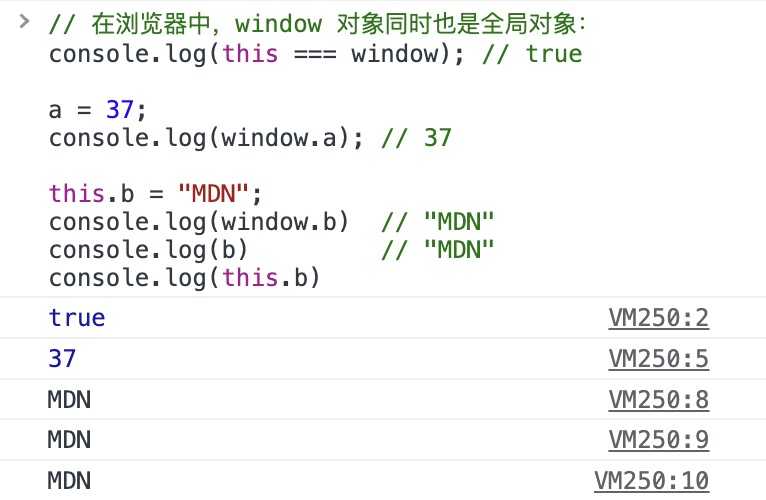 > // 在浏览器中，window 对象同时也是全局对象：
console.log(this === window); // true
a = 37;
console.log(window.a); // 37
this.b = "MDN";
console.log(window.b)  // "MDN"
console.log(b)         // "MDN"
console.log(this.b)
true VM250:2
37 VM250:5
MDN VM250:8
MDN VM250:9
MDN VM250:10